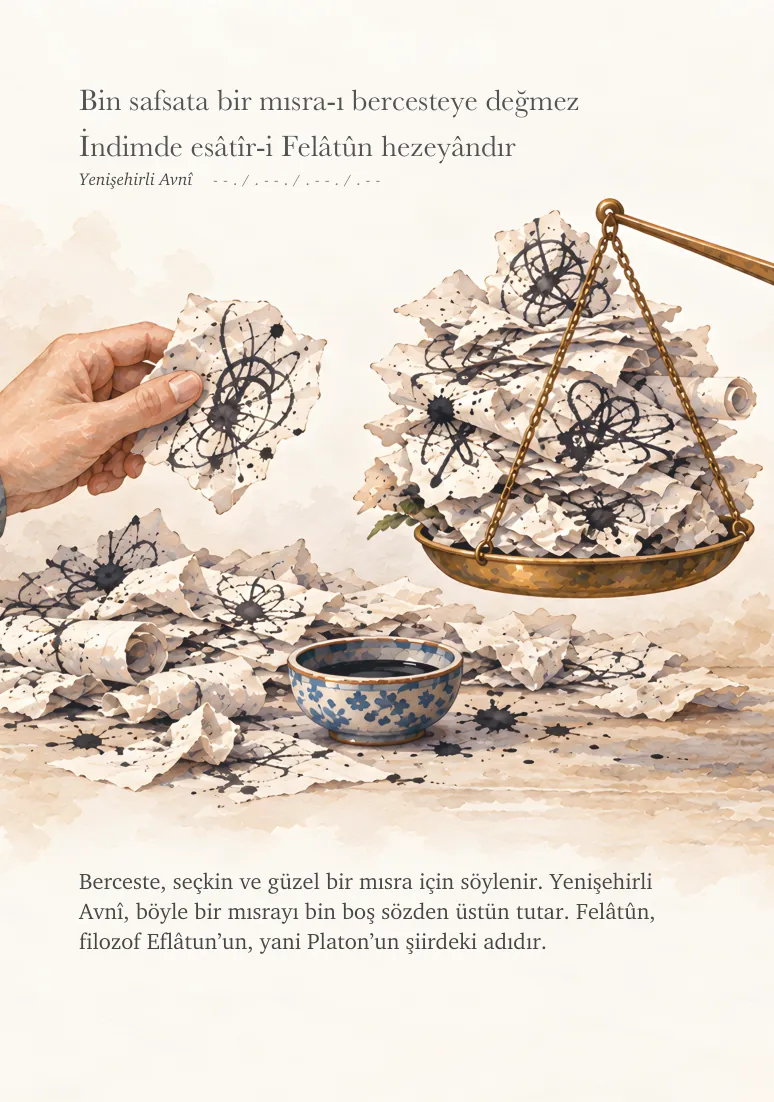 Bin safsata bir mısra-ı bercesteye değmez
İndimde esâtîr-i Felâtûn hezeyândır
Yenişehirli Avnî - - . / . - - . / . - - . / . - -
Berceste, seçkin ve güzel bir mısra için söylenir. Yenişehirli
Avnî, böyle bir mısrayı bin boş sözden üstün tutar. Felâtûn,
filozof Eflâtun’un, yani Platon’un şiirdeki adıdır.